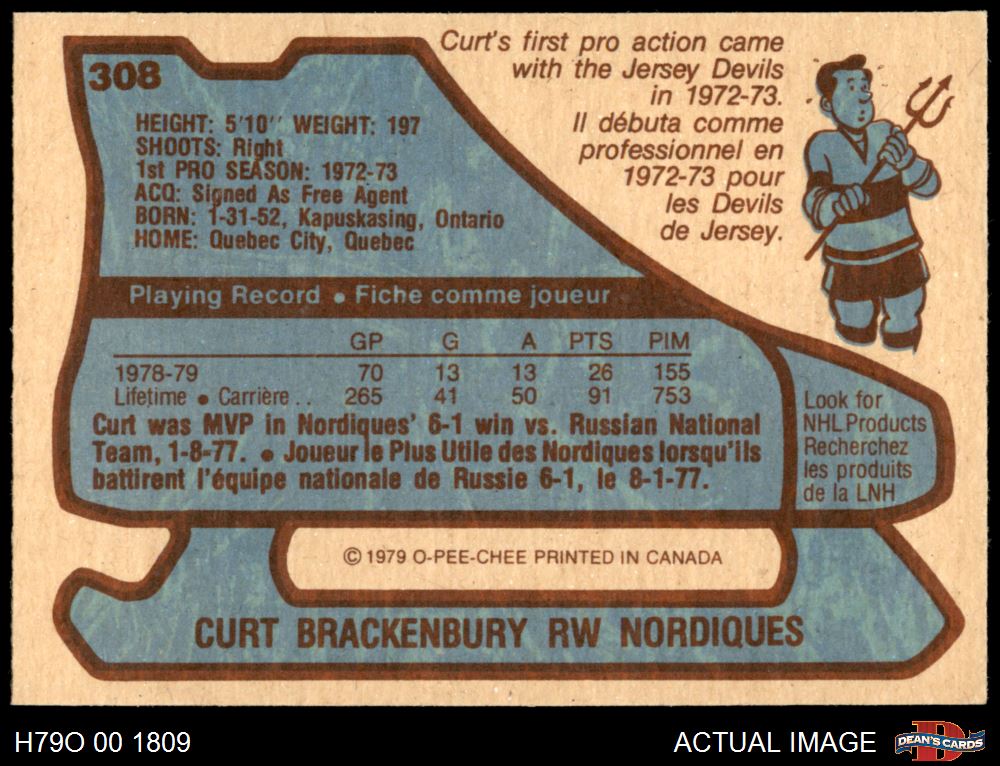 Curt's first pro action came
with the Jersey Devils
in 1972-73.
Il débuta comme
professionnel en
1972-73 pour
les Devils
de Jersey.
308
HEIGHT: 5'10'' WEIGHT: 197
SHOOTS: Right
1st PRO SEASON: 1972-73
ACQ: Signed As Free Agent
BORN: 1-31-52, Kapuskasing, Ontario
HOME: Quebec City, Quebec
Playing Record • Fiche comme joueur
GP G A PTS PIM
1978-79 70 13 13 26 155
Lifetime • Carrière .. 265 41 50 91 753
Curt was MVP in Nordiques' 6-1 win vs. Russian National
Team, 1-8-77. • Joueur le Plus Utile des Nordiques lorsqu'ils
battirent l'équipe nationale de Russie 6-1, le 8-1-77.
Look for
NHL Products
Recherchez
les produits
de la LNH
© 1979 O-PEE-CHEE PRINTED IN CANADA
CURT BRACKENBURY RW NORDIQUES
H79O 00 1809
ACTUAL IMAGE
D
DEAN'S CARDS